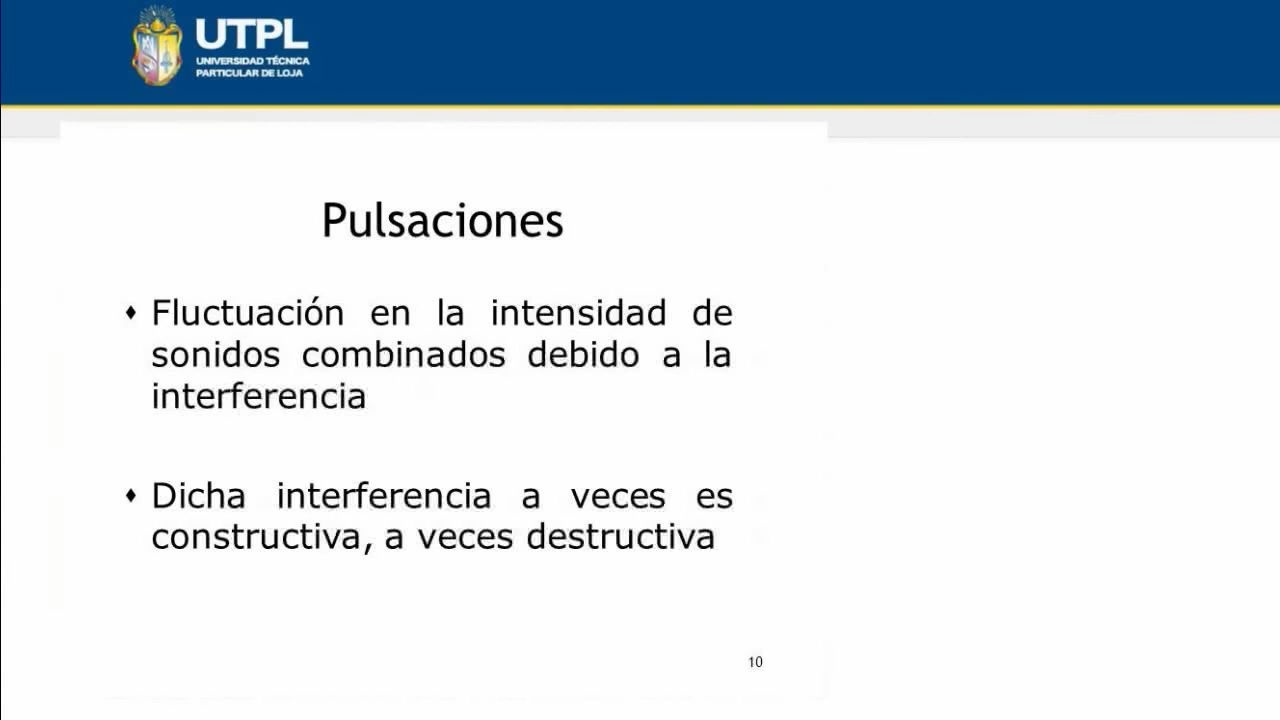 UTPL
UNIVERSIDAD TÉCNICA
PARTICULAR DE LOJA
Pulsaciones
♦ Fluctuación en la intensidad de
sonidos combinados debido a la
interferencia
♦ Dicha interferencia a veces es
constructiva, a veces destructiva
10